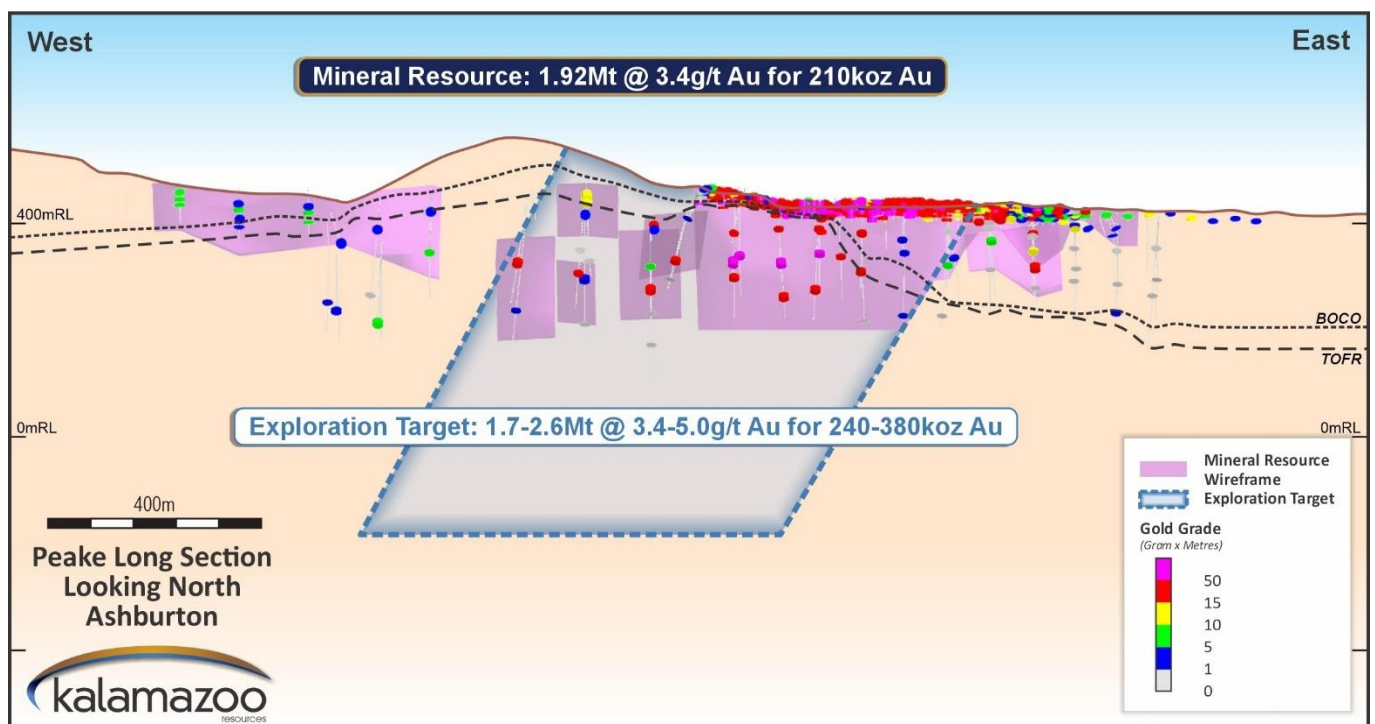 West
East
Mineral Resource: 1.92Mt @ 3.4g/t Au for 210koz Au
400mRL
BOCO
TOFR
Exploration Target: 1.7-2.6Mt @ 3.4-5.0g/t Au for 240-380koz Au
0mRL
0mRL
400m
Peake Long Section
Looking North
Ashburton
kalamazoo
resources
Mineral Resource
Wireframe
Exploration Target
Gold Grade
(Gram x Metres)
50
15
10
5
1
0